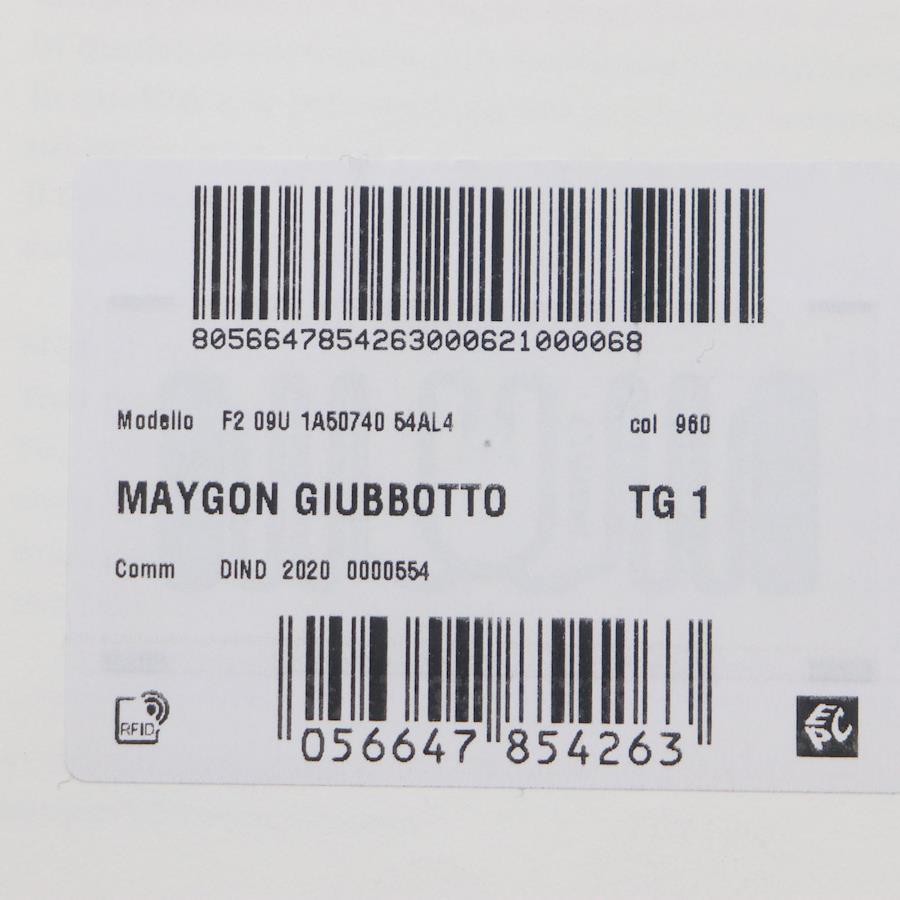 8056647854263000621000068
Modello F2 09U 1A50740 54AL4 col 960
MAYGON GIUBBOTTO TG 1
Comm DIND 2020 0000554
RFID EPC
056647 854263